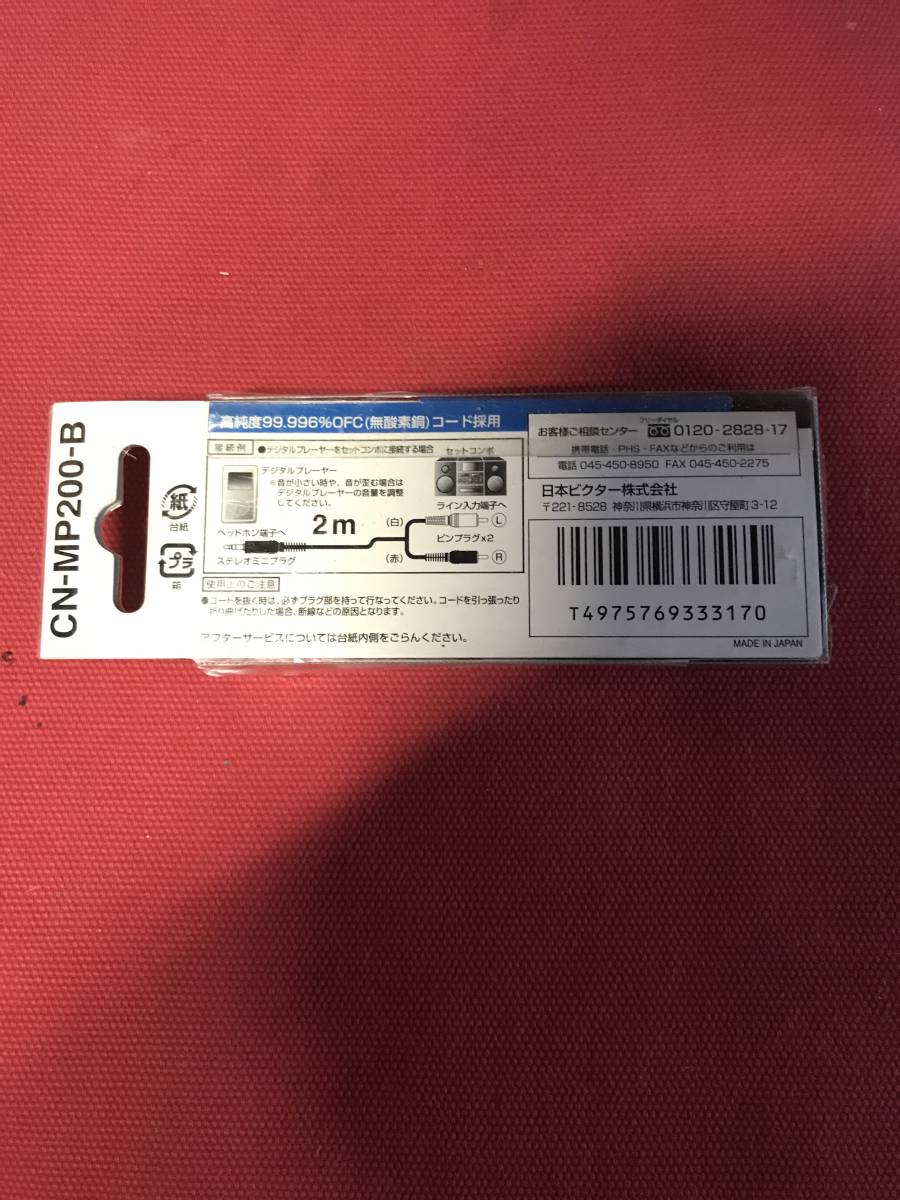 CN-MP200-B
紙
台紙
プラ
箱
高純度99.996%OFC(無酸素銅)コード採用
接続例
●デジタルプレーヤーをセットコンポに接続する場合
デジタルプレーヤー
※音が小さい時や、音が歪む場合は
デジタルプレーヤーの音量を調整
してください。
セットコンポ
ライン入力端子へ
ヘッドホン端子へ
2m
(白)
L
ピンプラグ×2
ステレオミニプラグ
(赤)
R
使用上のご注意
●コードを抜く時は、必ずプラグ部を持って行なってください。コードを引っ張ったり
折り曲げたりした場合、断線などの原因となります。
アフターサービスについては台紙内側をごらんください。
フリーダイヤル
お客様ご相談センター 0120-2828-17
携帯電話・PHS・FAXなどからのご利用は
電話 045-450-8950 FAX 045-450-2275
日本ビクター株式会社
〒221-8528 神奈川県横浜市神奈川区守屋町3-12
T4975769333170
MADE IN JAPAN